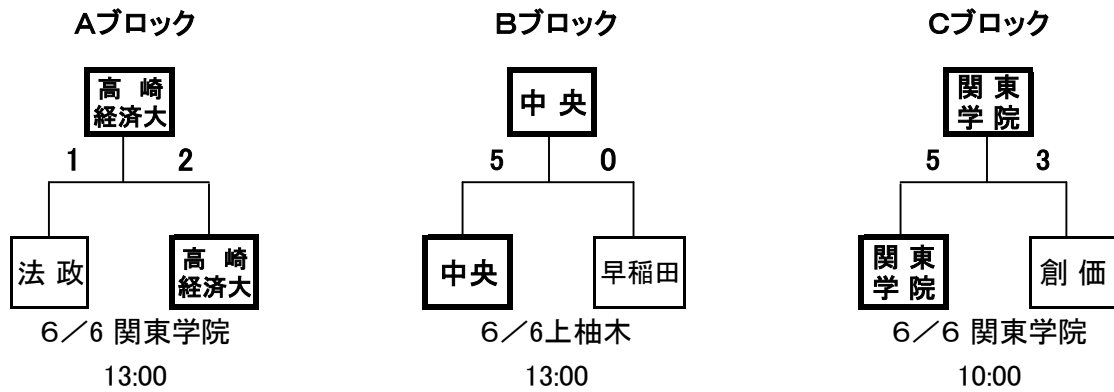 Aブロック
高 崎
経済大
1 2
法 政
高 崎
経済大
6／6 関東学院
13:00
Bブロック
中 央
5 0
中央
早稲田
6／6上柚木
13:00
Cブロック
関 東
学 院
5 3
関 東
学 院
創 価
6／6 関東学院
10:00